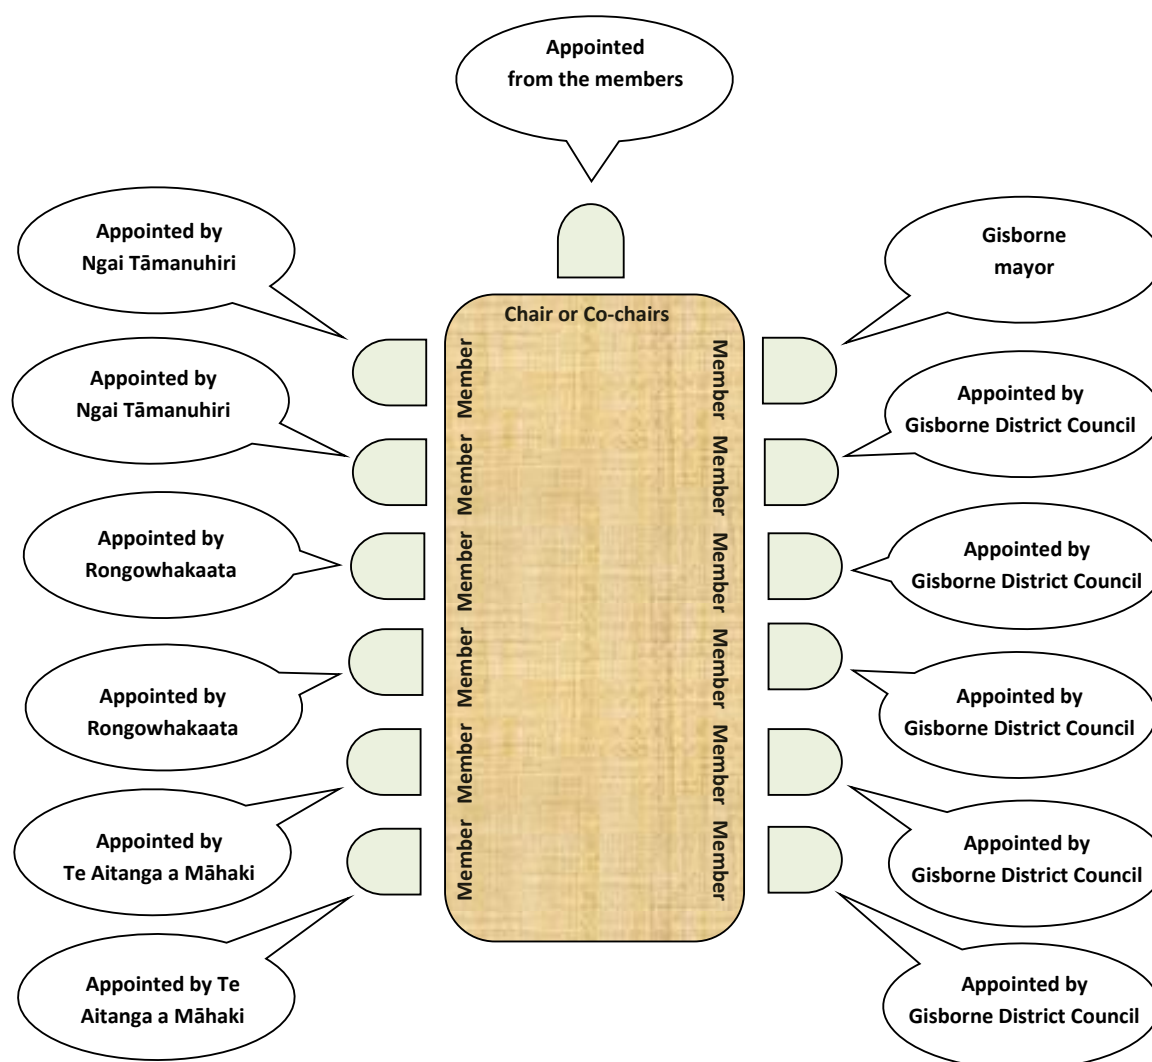 Appointed
from the members
Appointed by
Ngai Tāmanuhiri
Gisborne
mayor
Chair or Co-chairs
Member
Member
Appointed by
Ngai Tāmanuhiri
Appointed by
Gisborne District Council
Member
Member
Appointed by
Rongowhakaata
Appointed by
Gisborne District Council
Member
Member
Appointed by
Rongowhakaata
Appointed by
Gisborne District Council
Member
Member
Appointed by
Te Aitanga a Māhaki
Appointed by
Gisborne District Council
Member
Member
Appointed by Te
Aitanga a Māhaki
Appointed by
Gisborne District Council
Member
Member